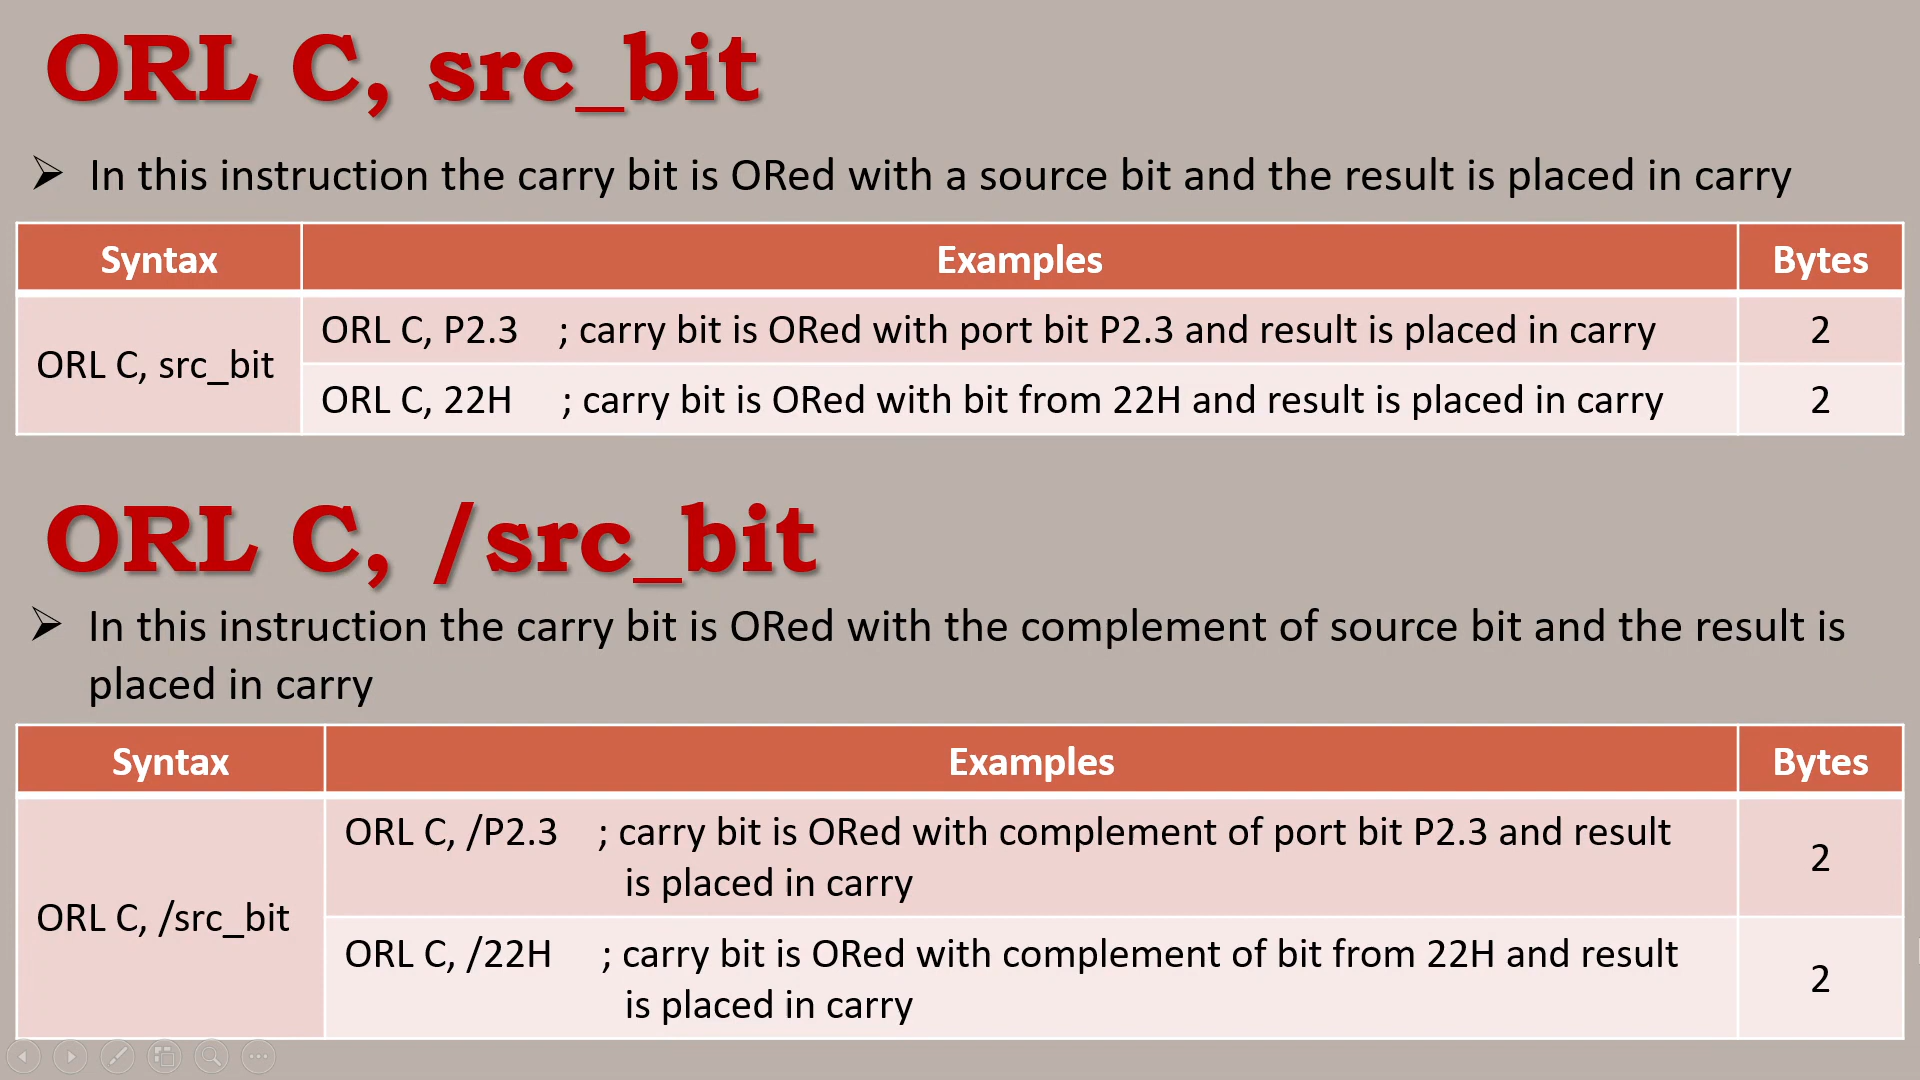 ORL C, src_bit
In this instruction the carry bit is ORed with a source bit and the result is placed in carry
Syntax Examples Bytes
ORL C, src_bit
ORL C, P2.3 ; carry bit is ORed with port bit P2.3 and result is placed in carry 2
ORL C, 22H ; carry bit is ORed with bit from 22H and result is placed in carry 2
ORL C, /src_bit
In this instruction the carry bit is ORed with the complement of source bit and the result is
placed in carry
Syntax Examples Bytes
ORL C, /src_bit
ORL C, /P2.3 ; carry bit is ORed with complement of port bit P2.3 and result
is placed in carry
2
ORL C, /22H ; carry bit is ORed with complement of bit from 22H and result
is placed in carry
2